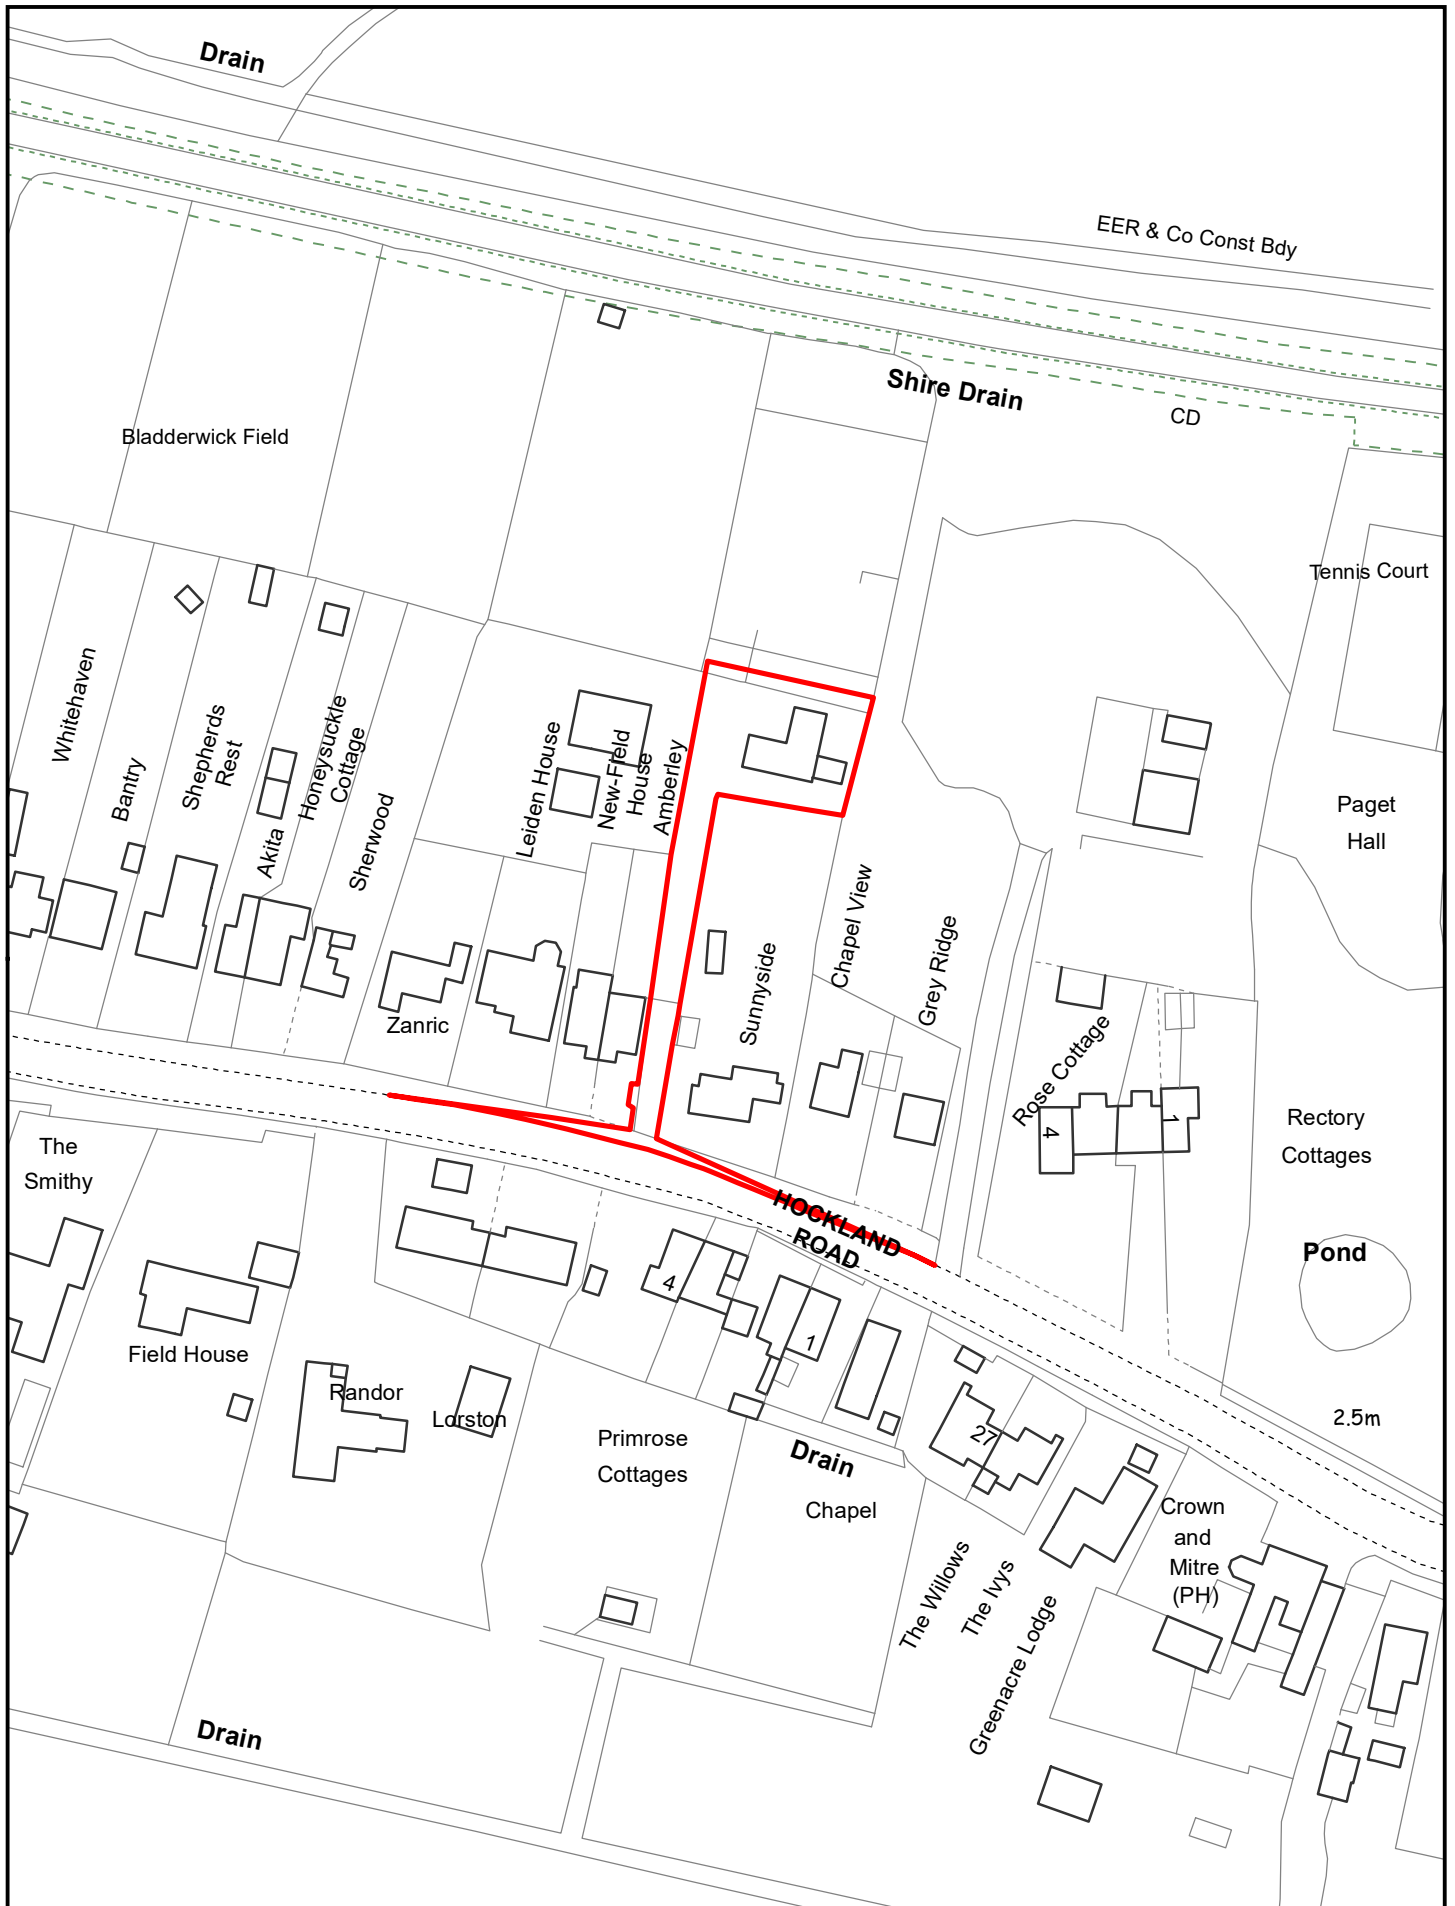 Drain
EER & Co Const Bdy
Shire Drain
CD
Bladderwick Field
Tennis Court
Whitehaven
Bantry
Shepherds
Rest
Akita
Honeysuckle
Cottage
Sherwood
Leiden House
New-Field
House
Amberley
Paget
Hall
Chapel View
Grey Ridge
Sunnyside
Zanric
Rose Cottage
4
1
Rectory
Cottages
The
Smithy
HOCKLAND
ROAD
Pond
4
1
Field House
Randor
Lorston
Primrose
Cottages
Drain
Chapel
27
2.5m
Crown
and
Mitre
(PH)
The Willows
The Ivys
Greenacre Lodge
Drain